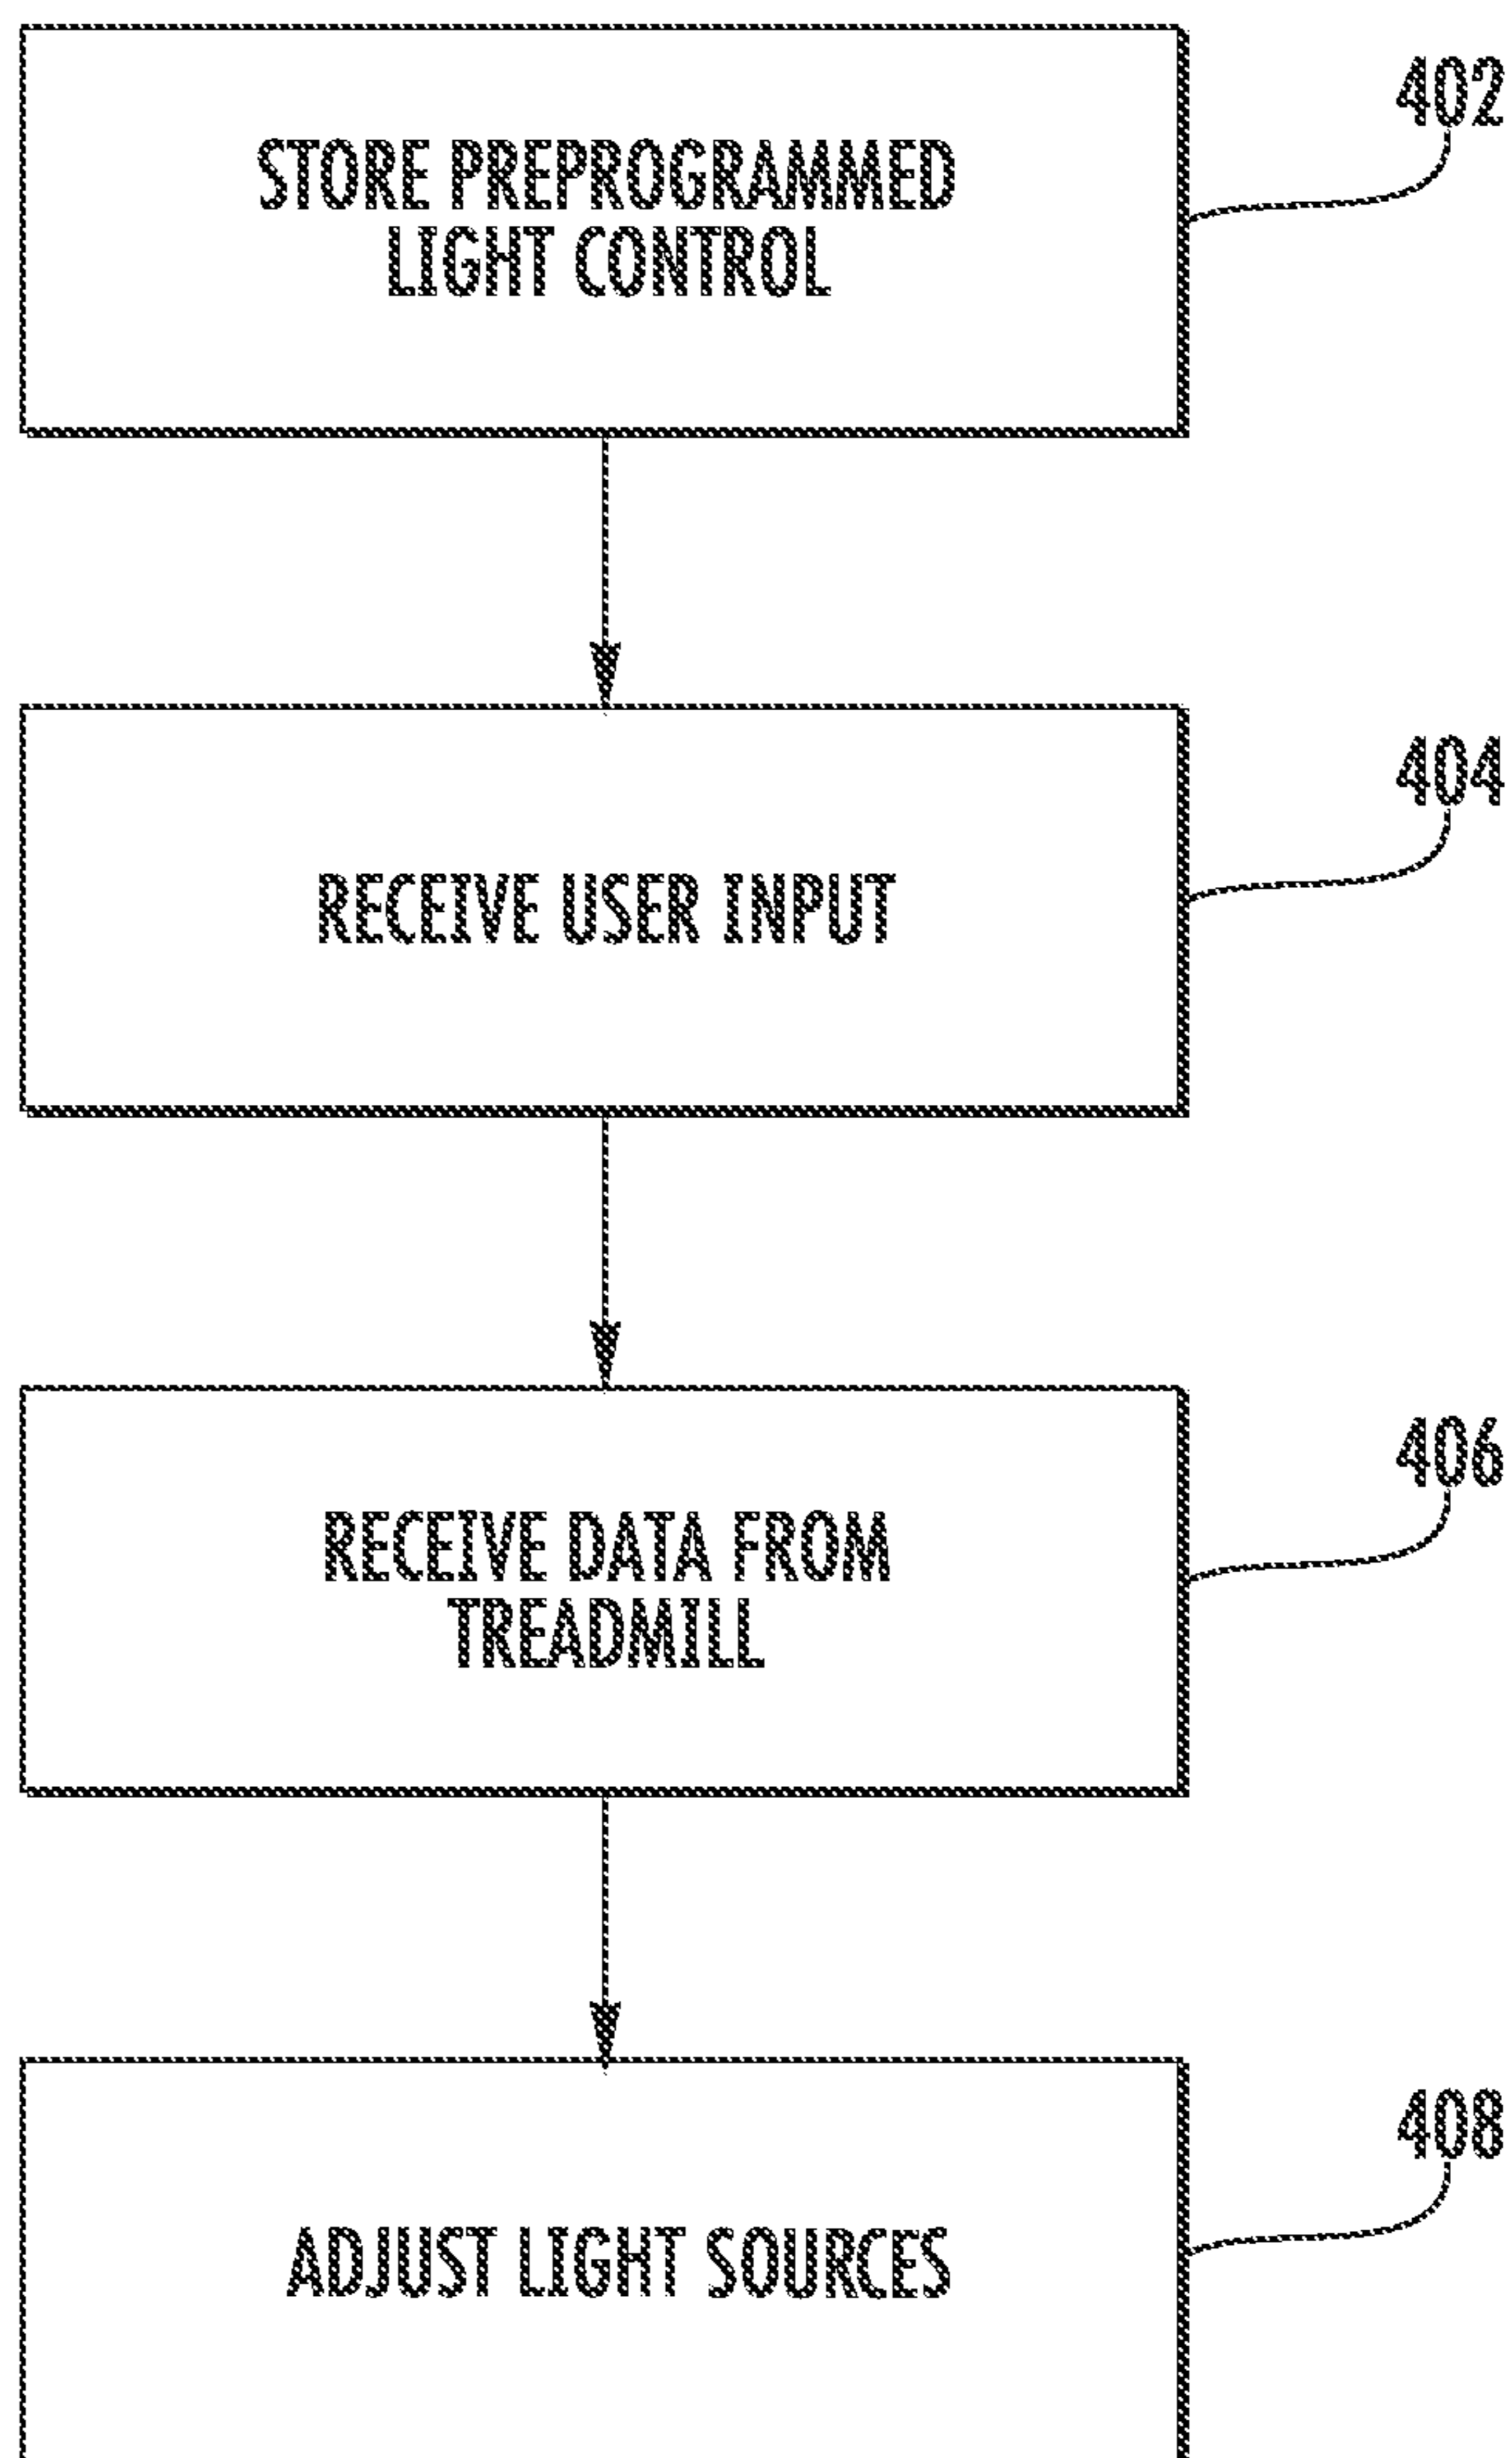 402
STORE PREPROGRAMMED
LIGHT CONTROL
404
RECEIVE USER INPUT
406
RECEIVE DATA FROM
TREADMILL
408
ADJUST LIGHT SOURCES